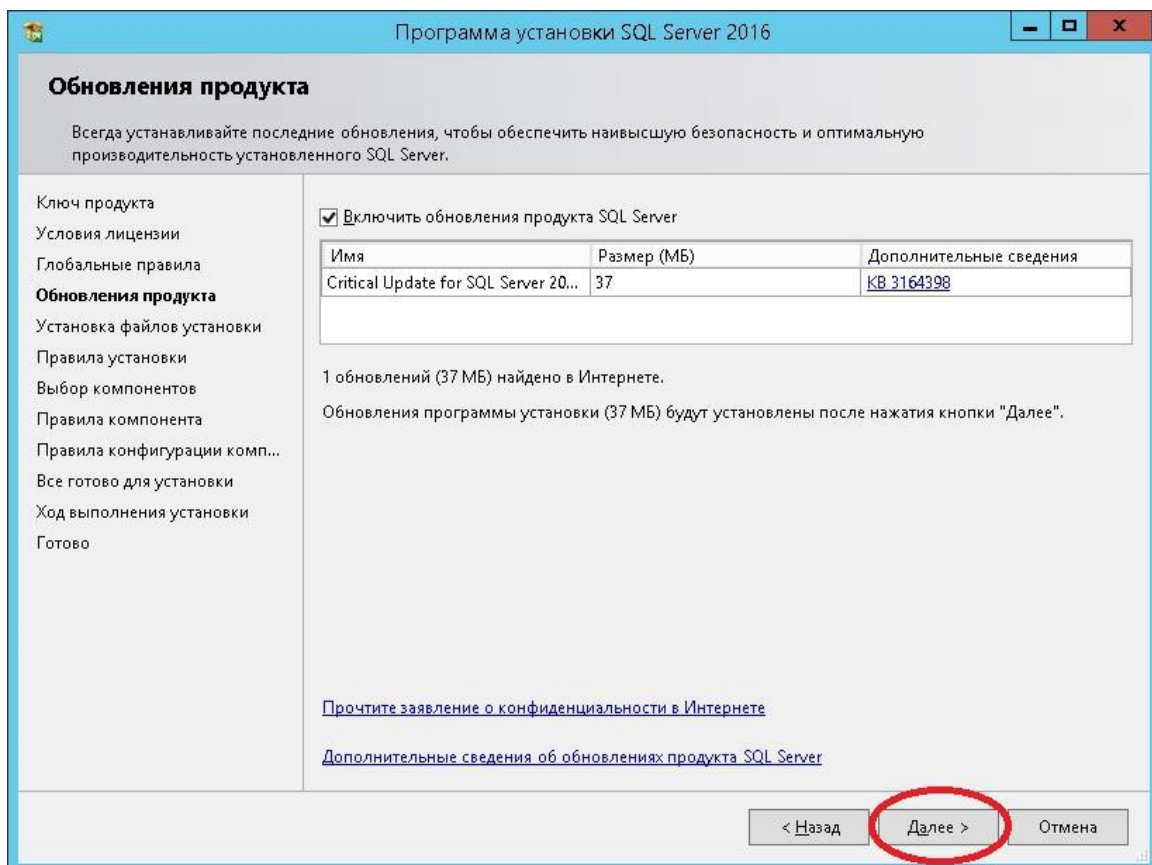 Программа установки SQL Server 2016
Обновления продукта
Всегда устанавливайте последние обновления, чтобы обеспечить наивысшую безопасность и оптимальную
производительность установленного SQL Server.
Ключ продукта
Условия лицензии
Глобальные правила
Обновления продукта
Установка файлов установки
Правила установки
Выбор компонентов
Правила компонента
Правила конфигурации комп...
Все готово для установки
Ход выполнения установки
Готово
Включить обновления продукта SQL Server
Имя Размер (МБ) Дополнительные сведения
Critical Update for SQL Server 20... 37 KB 3164398
1 обновлений (37 МБ) найдено в Интернете.
Обновления программы установки (37 МБ) будут установлены после нажатия кнопки "Далее".
Прочтите заявление о конфиденциальности в Интернете
Дополнительные сведения об обновлениях продукта SQL Server
< Назад Далее > Отмена